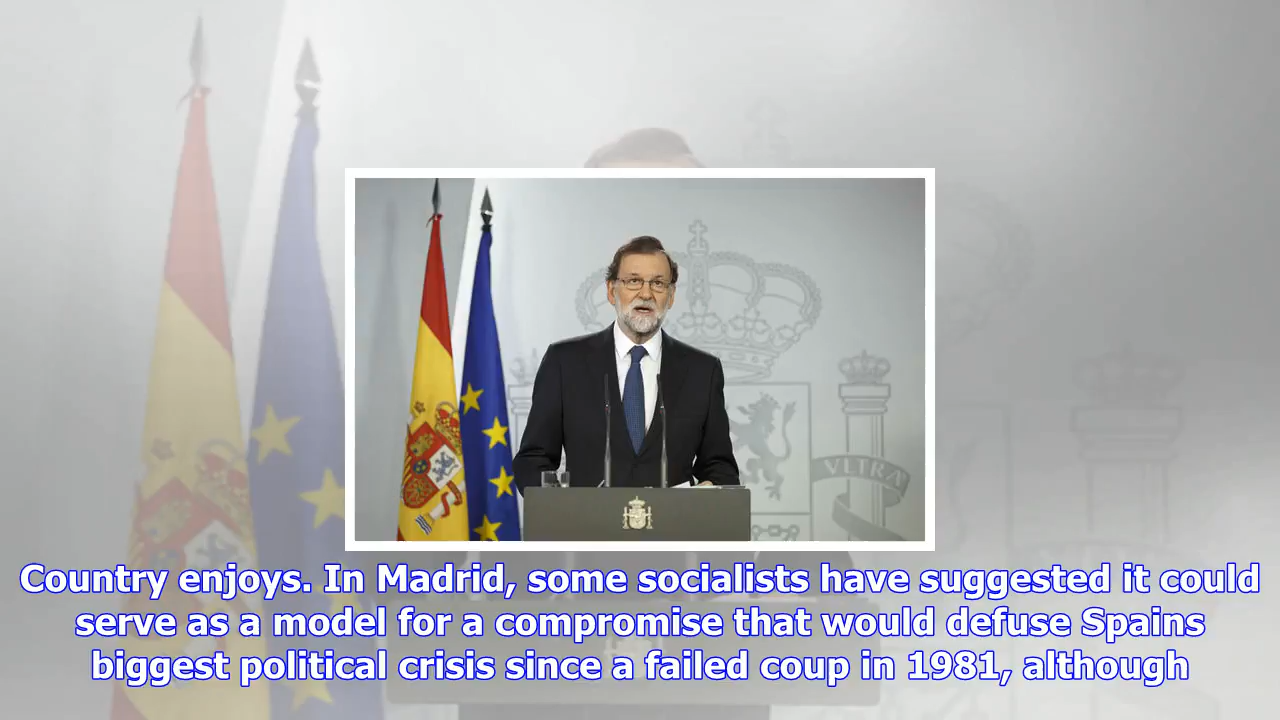 VLTRA
Country enjoys. In Madrid, some socialists have suggested it could
serve as a model for a compromise that would defuse Spains
biggest political crisis since a failed coup in 1981, although